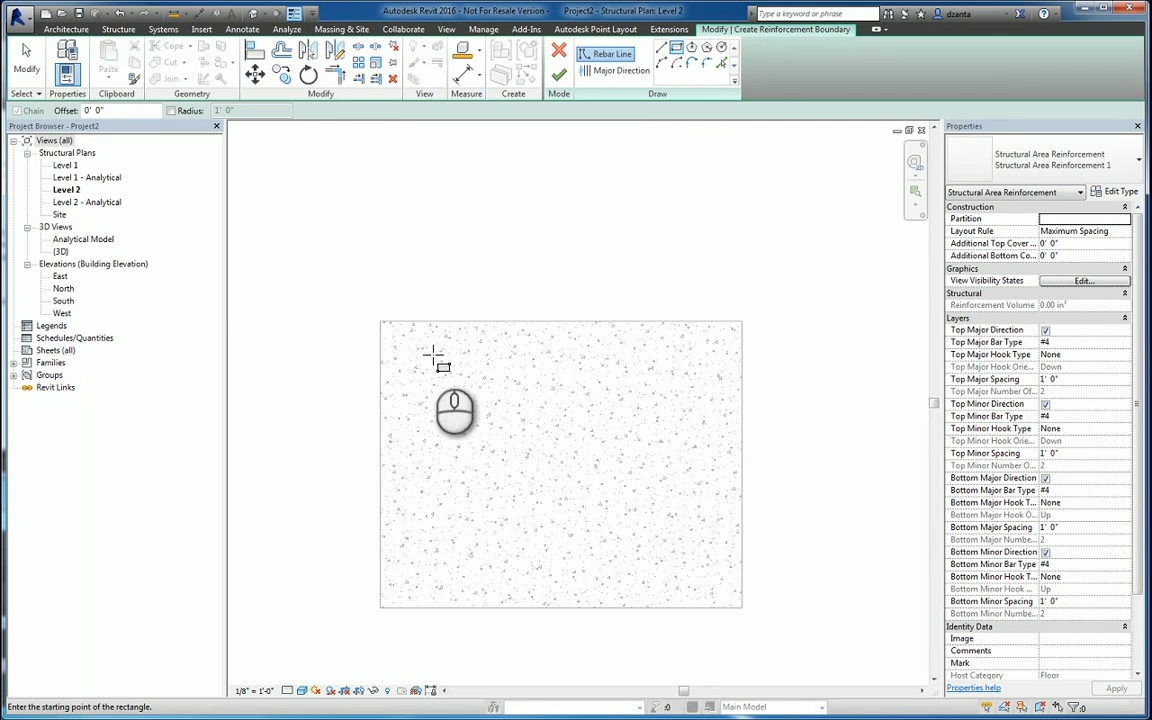 Autodesk Revit 2016 - Not For Resale Version - Project2 - Structural Plan: Level 2
Type a keyword or phrase
dzanta
Architecture Structure Systems Insert Annotate Analyze Massing & Site Collaborate View Manage Add-Ins Autodesk Point Layout Extensions Modify | Create Reinforcement Boundary
Modify
Paste
Cope
Cut
Join
Rebar Line
Major Direction
Select Properties Clipboard Geometry Modify View Measure Create Mode Draw
Chain Offset: 0' 0" Radius: 1' 0"
Project Browser - Project2
Views (all)
Structural Plans
Level 1
Level 1 - Analytical
Level 2
Level 2 - Analytical
Site
3D Views
Analytical Model
{3D}
Elevations (Building Elevation)
East
North
South
West
Legends
Schedules/Quantities
Sheets (all)
Families
Groups
Revit Links
Properties
Structural Area Reinforcement
Structural Area Reinforcement 1
Structural Area Reinforcement Edit Type
Construction
Partition
Layout Rule Maximum Spacing
Additional Top Cover ... 0' 0"
Additional Bottom Co... 0' 0"
Graphics
View Visibility States Edit...
Structural
Reinforcement Volume 0.00 in³
Layers
Top Major Direction
Top Major Bar Type #4
Top Major Hook Type None
Top Major Hook Orie... Down
Top Major Spacing 1' 0"
Top Major Number Of... 2
Top Minor Direction
Top Minor Bar Type #4
Top Minor Hook Type None
Top Minor Hook Orie... Down
Top Minor Spacing 1' 0"
Top Minor Number O... 2
Bottom Major Direction
Bottom Major Bar Type #4
Bottom Major Hook T... None
Bottom Major Hook O... Up
Bottom Major Spacing 1' 0"
Bottom Major Numbe... 2
Bottom Minor Direction
Bottom Minor Bar Type #4
Bottom Minor Hook T... None
Bottom Minor Hook ... Up
Bottom Minor Spacing 1' 0"
Bottom Minor Numbe... 2
Identity Data
Image
Comments
Mark
Host Category Floor
Properties help Apply
1/8" = 1'-0"
Enter the starting point of the rectangle.
:0
Main Model
:0